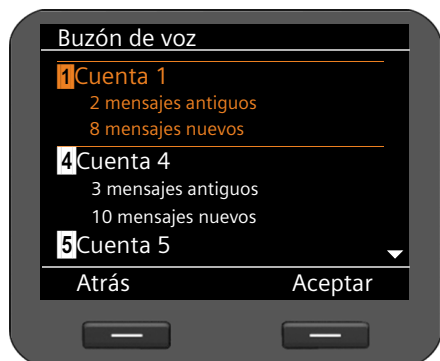 Buzón de voz
1 Cuenta 1
2 mensajes antiguos
8 mensajes nuevos
4 Cuenta 4
3 mensajes antiguos
10 mensajes nuevos
5 Cuenta 5
Atrás Aceptar